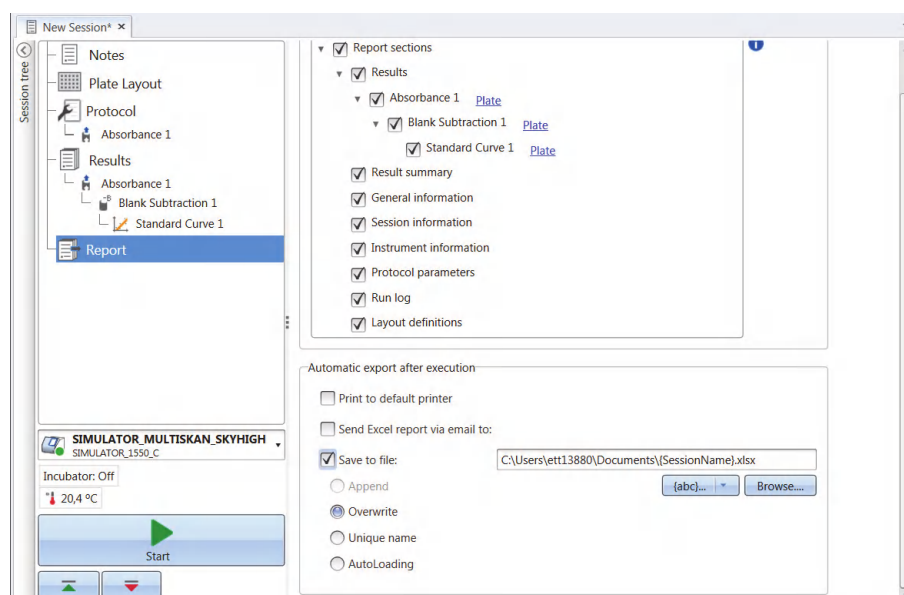 New Session* ×
Session tree
Notes
Plate Layout
Protocol
Absorbance 1
Results
Absorbance 1
Blank Subtraction 1
Standard Curve 1
Report
SIMULATOR_MULTISKAN_SKYHIGH
SIMULATOR_1550_C
Incubator: Off
20,4 ºC
Start
Report sections
Results
Absorbance 1 Plate
Blank Subtraction 1 Plate
Standard Curve 1 Plate
Result summary
General information
Session information
Instrument information
Protocol parameters
Run log
Layout definitions
Automatic export after execution
Print to default printer
Send Excel report via email to:
Save to file: C:\Users\ett13880\Documents\{SessionName}.xlsx
Append {abc}... Browse....
Overwrite
Unique name
AutoLoading